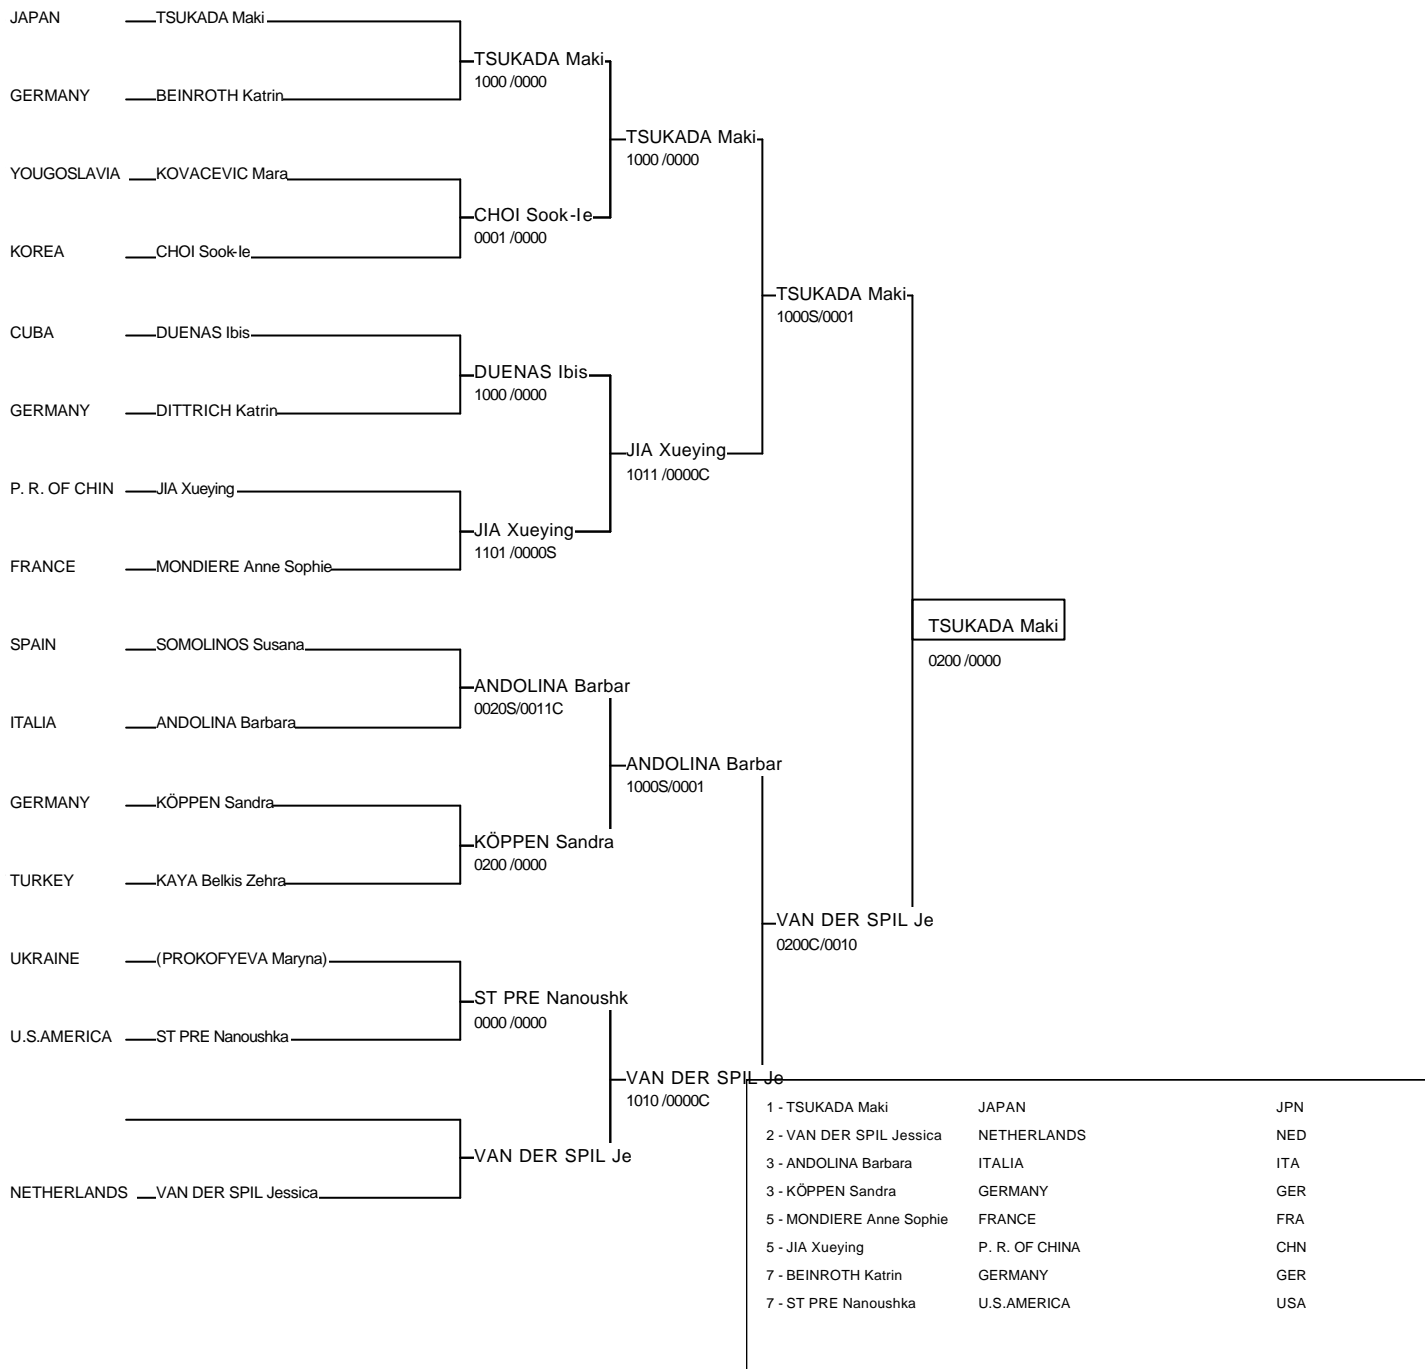 JAPAN TSUKADA Maki
TSUKADA Maki
1000 /0000
GERMANY BEINROTH Katrin
TSUKADA Maki
1000 /0000
YOUGOSLAVIA KOVACEVIC Mara
CHOI Sook-Ie
0001 /0000
KOREA CHOI Sook-Ie
TSUKADA Maki
1000S/0001
CUBA DUENAS Ibis
DUENAS Ibis
1000 /0000
GERMANY DITTRICH Katrin
JIA Xueying
1011 /0000C
P. R. OF CHIN JIA Xueying
JIA Xueying
1101 /0000S
FRANCE MONDIERE Anne Sophie
TSUKADA Maki
0200 /0000
SPAIN SOMOLINOS Susana
ANDOLINA Barbar
0020S/0011C
ITALIA ANDOLINA Barbara
ANDOLINA Barbar
1000S/0001
GERMANY KÖPPEN Sandra
KÖPPEN Sandra
0200 /0000
TURKEY KAYA Belkis Zehra
VAN DER SPIL Je
0200C/0010
UKRAINE (PROKOFYEVA Maryna)
ST PRE Nanoushk
0000 /0000
U.S.AMERICA ST PRE Nanoushka
VAN DER SPIL Je
1010 /0000C
VAN DER SPIL Je
NETHERLANDS VAN DER SPIL Jessica
1 - TSUKADA Maki JAPAN JPN
2 - VAN DER SPIL Jessica NETHERLANDS NED
3 - ANDOLINA Barbara ITALIA ITA
3 - KÖPPEN Sandra GERMANY GER
5 - MONDIERE Anne Sophie FRANCE FRA
5 - JIA Xueying P. R. OF CHINA CHN
7 - BEINROTH Katrin GERMANY GER
7 - ST PRE Nanoushka U.S.AMERICA USA